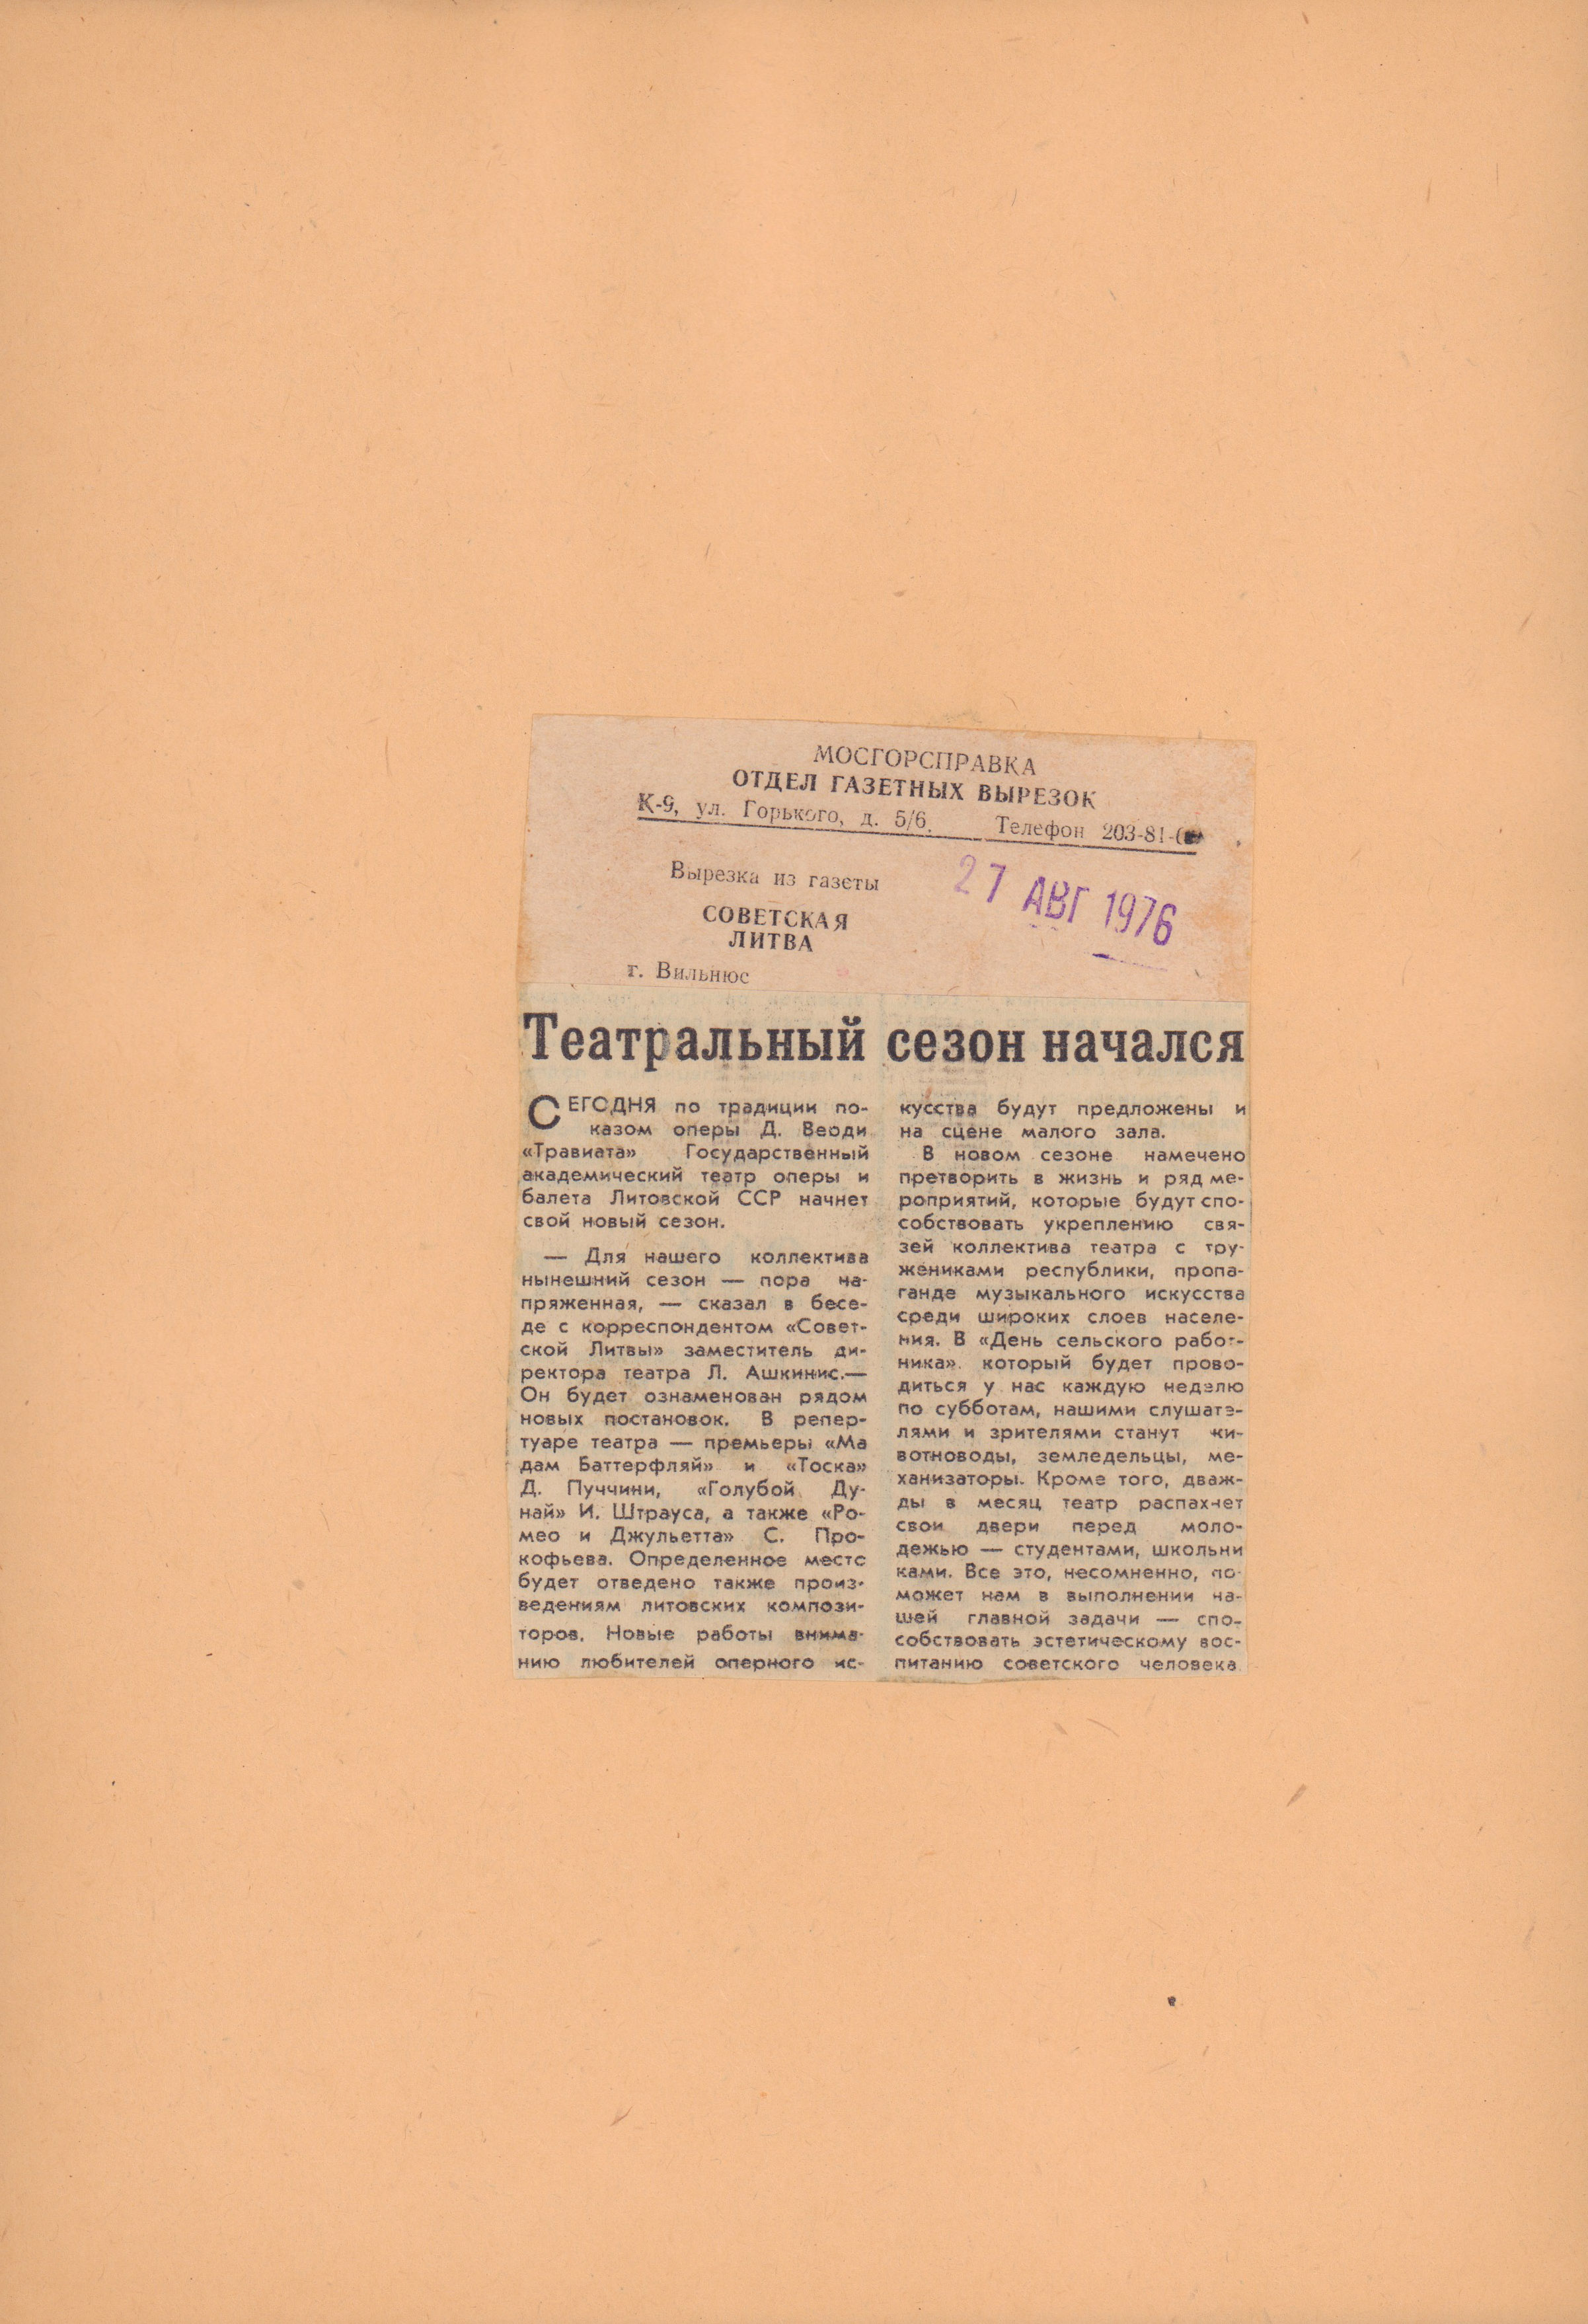 МОСГОРСПРАВКА
ОТДЕЛ ГАЗЕТНЫХ ВЫРЕЗОК
К-9, ул. Горького, д. 5/6. Телефон 203-81-
Вырезка из газеты
СОВЕТСКАЯ
ЛИТВА
г. Вильнюс
27 АВГ 1976
Театральный сезон начался
СЕГОДНЯ по традиции по-
казом оперы Д. Верди
«Травиата» Государственный
академический театр оперы и
балета Литовской ССР начнет
свой новый сезон.
— Для нашего коллектива
нынешний сезон — пора на-
пряженная, — сказал в бесе-
де с корреспондентом «Совет-
ской Литвы» заместитель ди-
ректора театра Л. Ашкинис.—
Он будет ознаменован рядом
новых постановок. В репер-
туаре театра — премьеры «Ма
дам Баттерфляй» и «Тоска»
Д. Пуччини, «Голубой Ду-
най» И. Штрауса, а также «Ро-
мео и Джульетта» С. Про-
кофьева. Определенное место
будет отведено также произ-
ведениям литовских компози-
торов. Новые работы внима-
нию любителей оперного ис-
кусства будут предложены и
на сцене малого зала.
В новом сезоне намечено
претворить в жизнь и ряд ме-
роприятий, которые будут спо-
собствовать укреплению свя-
зей коллектива театра с тру-
жениками республики, пропа-
ганде музыкального искусства
среди широких слоев населе-
ния. В «День сельского работ-
ника», который будет прово-
диться у нас каждую неделю
по субботам, нашими слушате-
лями и зрителями станут жи-
вотноводы, земледельцы, ме-
ханизаторы. Кроме того, дваж-
ды в месяц театр распахнет
свои двери перед моло-
дежью — студентами, школьни
ками. Все это, несомненно, по-
может нам в выполнении на-
шей главной задачи — спо-
собствовать эстетическому вос-
питанию советского человека